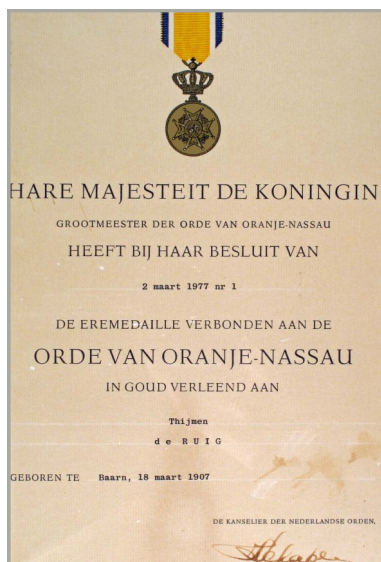 HARE MAJESTEIT DE KONINGIN
GROOTMEESTER DER ORDE VAN ORANJE-NASSAU
HEEFT BIJ HAAR BESLUIT VAN
2 maart 1977 nr 1
DE EREMEDAILLE VERBONDEN AAN DE
ORDE VAN ORANJE-NASSAU
IN GOUD VERLEEND AAN
Thijmen
de RUIG
GEBOREN TE Baarn, 18 maart 1907
DE KANSELIER DER NEDERLANDSE ORDEN,